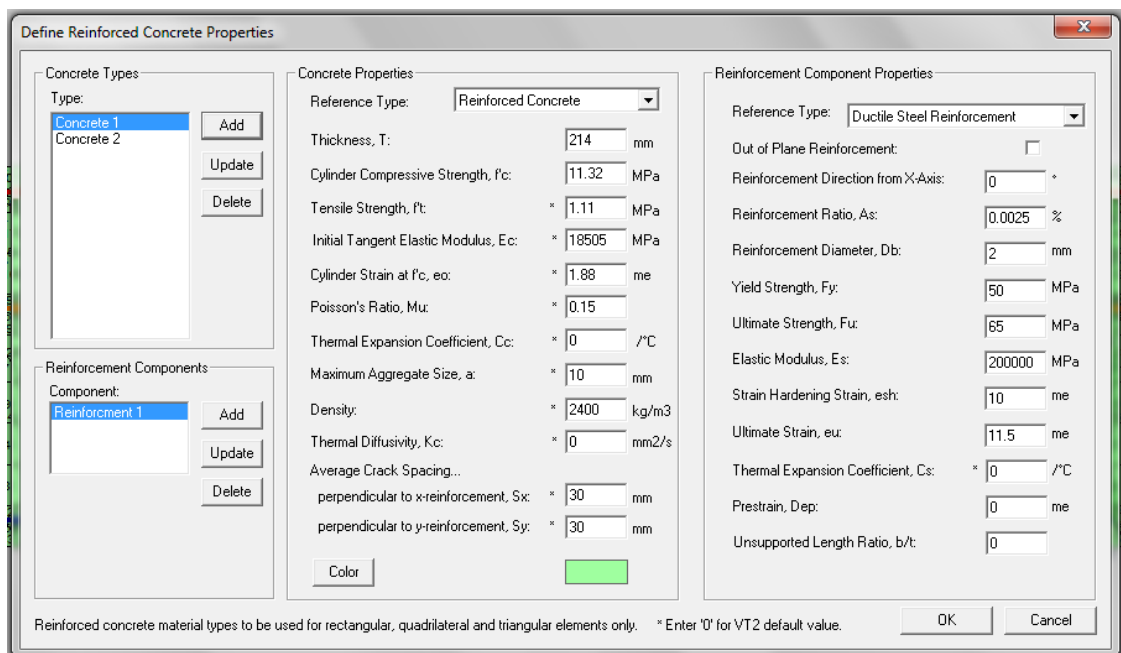 Define Reinforced Concrete Properties
Concrete Types
Type:
Concrete 1
Concrete 2
Add
Update
Delete
Reinforcement Components
Component:
Reinforcment 1
Add
Update
Delete
Concrete Properties
Reference Type: Reinforced Concrete
Thickness, T: 214 mm
Cylinder Compressive Strength, f'c: 11.32 MPa
Tensile Strength, f't: * 1.11 MPa
Initial Tangent Elastic Modulus, Ec: * 18505 MPa
Cylinder Strain at f'c, eo: * 1.88 me
Poisson's Ratio, Mu: * 0.15
Thermal Expansion Coefficient, Cc: * 0 /°C
Maximum Aggregate Size, a: * 10 mm
Density: * 2400 kg/m3
Thermal Diffusivity, Kc: * 0 mm2/s
Average Crack Spacing...
perpendicular to x-reinforcement, Sx: * 30 mm
perpendicular to y-reinforcement, Sy: * 30 mm
Color
Reinforcement Component Properties
Reference Type: Ductile Steel Reinforcement
Out of Plane Reinforcement:
Reinforcement Direction from X-Axis: 0 °
Reinforcement Ratio, As: 0.0025 %
Reinforcement Diameter, Db: 2 mm
Yield Strength, Fy: 50 MPa
Ultimate Strength, Fu: 65 MPa
Elastic Modulus, Es: 200000 MPa
Strain Hardening Strain, esh: 10 me
Ultimate Strain, eu: 11.5 me
Thermal Expansion Coefficient, Cs: * 0 /°C
Prestrain, Dep: 0 me
Unsupported Length Ratio, b/t: 0
Reinforced concrete material types to be used for rectangular, quadrilateral and triangular elements only. * Enter '0' for VT2 default value.
OK
Cancel